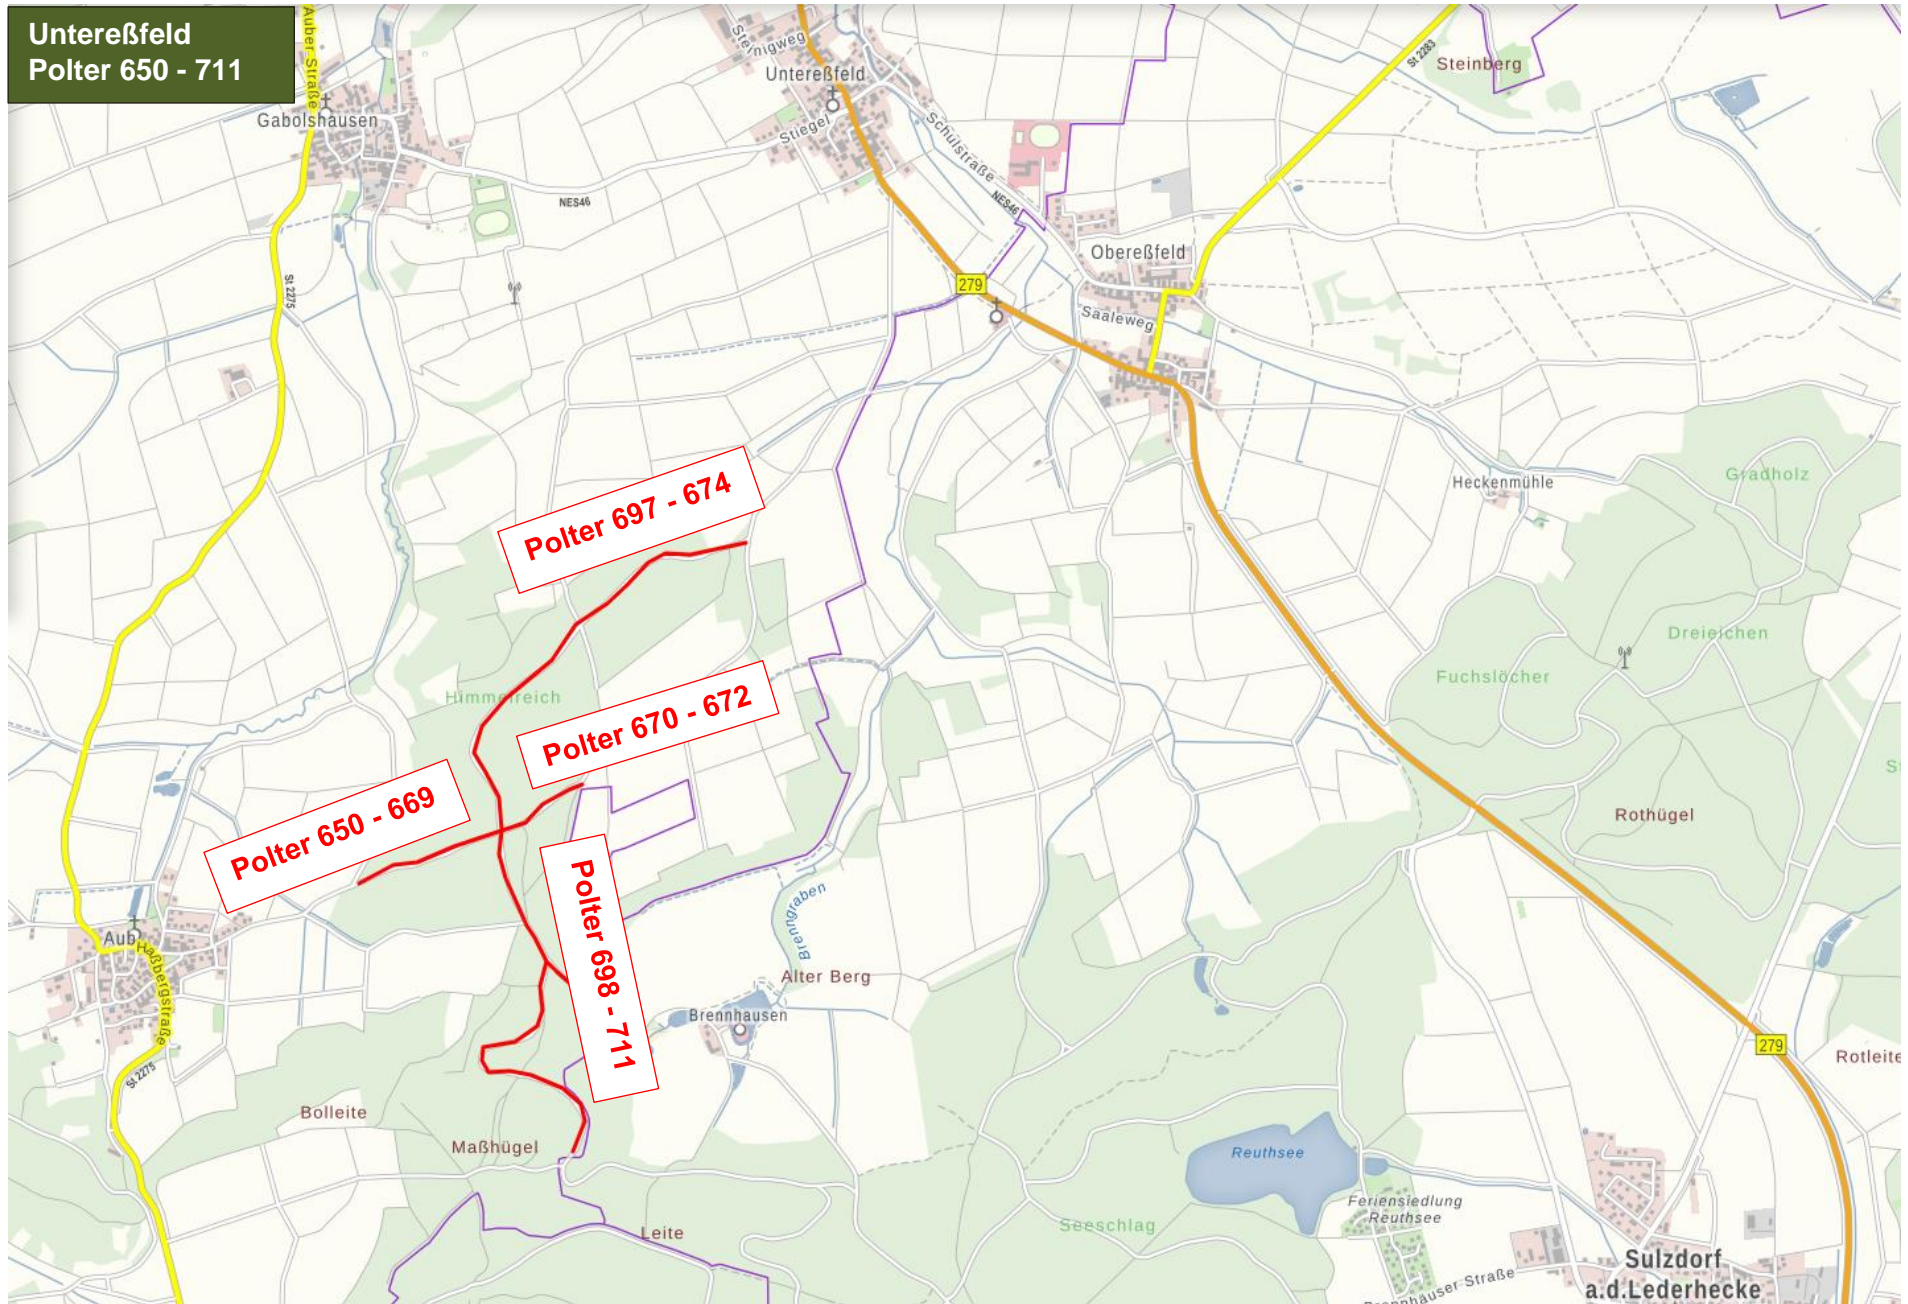 Untereßfeld
Polter 650 - 711
Auber Straße
Gabolshausen
Steinigweg
Untereßfeld
Stiegel
Schulstraße
NES46
NES46
St 2283
Steinberg
Obereßfeld
279
Saaleweg
St 2275
Heckenmühle
Gradholz
Dreieichen
Fuchslöcher
Rothügel
Polter 697 - 674
Himmelreich
Polter 670 - 672
Polter 650 - 669
Polter 698 - 711
Aub
Haßbergstraße
St 2275
Brenngraben
Alter Berg
Brennhausen
279
Rotleite
Bolleite
Maßhügel
Leite
Reuthsee
Feriensiedlung
Reuthsee
Seeschlag
Sulzdorf
a.d.Lederhecke
Brennhäuser Straße